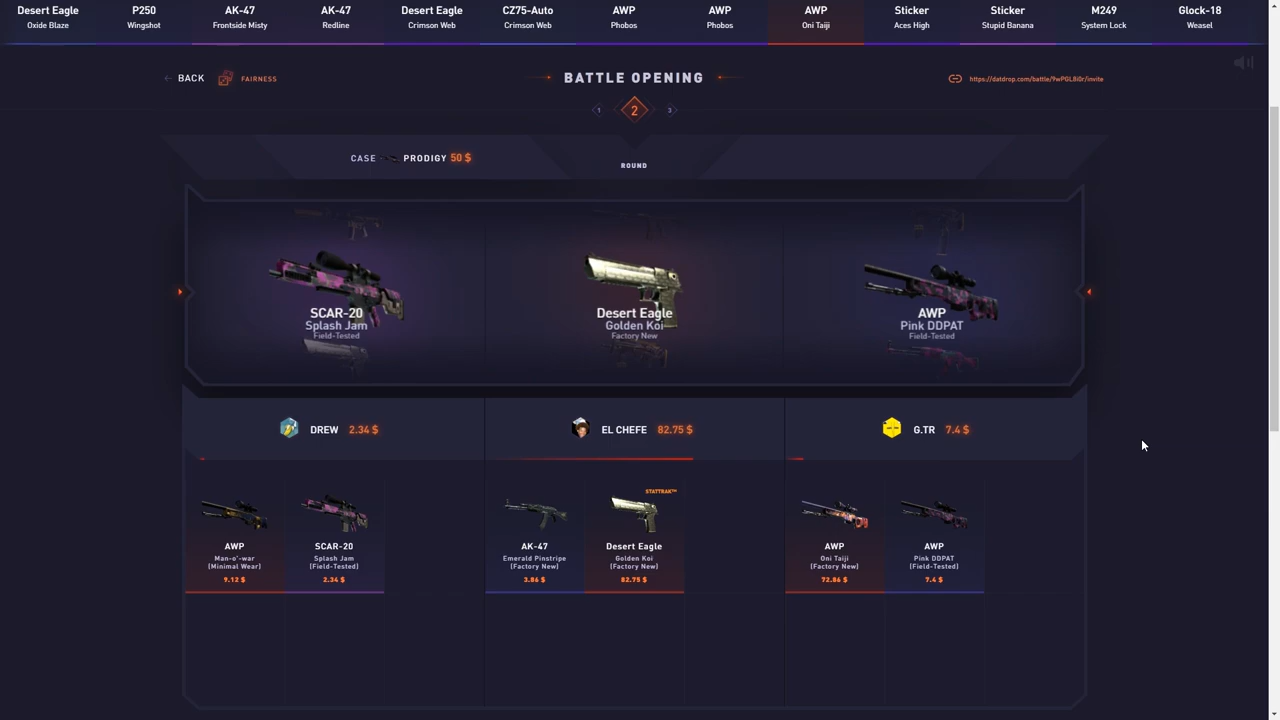 Desert Eagle
Oxide Blaze
P250
Wingshot
AK-47
Frontside Misty
AK-47
Redline
Desert Eagle
Crimson Web
CZ75-Auto
Crimson Web
AWP
Phobos
AWP
Phobos
AWP
Oni Taiji
Sticker
Aces High
Sticker
Stupid Banana
M249
System Lock
Glock-18
Weasel
← BACK
FAIRNESS
BATTLE OPENING
https://datdrop.com/battle/9wPGL8i0r/invite
1 2 3
CASE PRODIGY 50 $
ROUND
SCAR-20
Splash Jam
Field-Tested
Desert Eagle
Golden Koi
Factory New
AWP
Pink DDPAT
Field-Tested
DREW 2.34 $
EL CHEFE 82.75 $
G.TR 7.4 $
AWP
Man-o'-war
(Minimal Wear)
9.12 $
SCAR-20
Splash Jam
(Field-Tested)
2.34 $
AK-47
Emerald Pinstripe
(Factory New)
3.86 $
STATTRAK™
Desert Eagle
Golden Koi
(Factory New)
82.75 $
AWP
Oni Taiji
(Factory New)
72.86 $
AWP
Pink DDPAT
(Field-Tested)
7.4 $